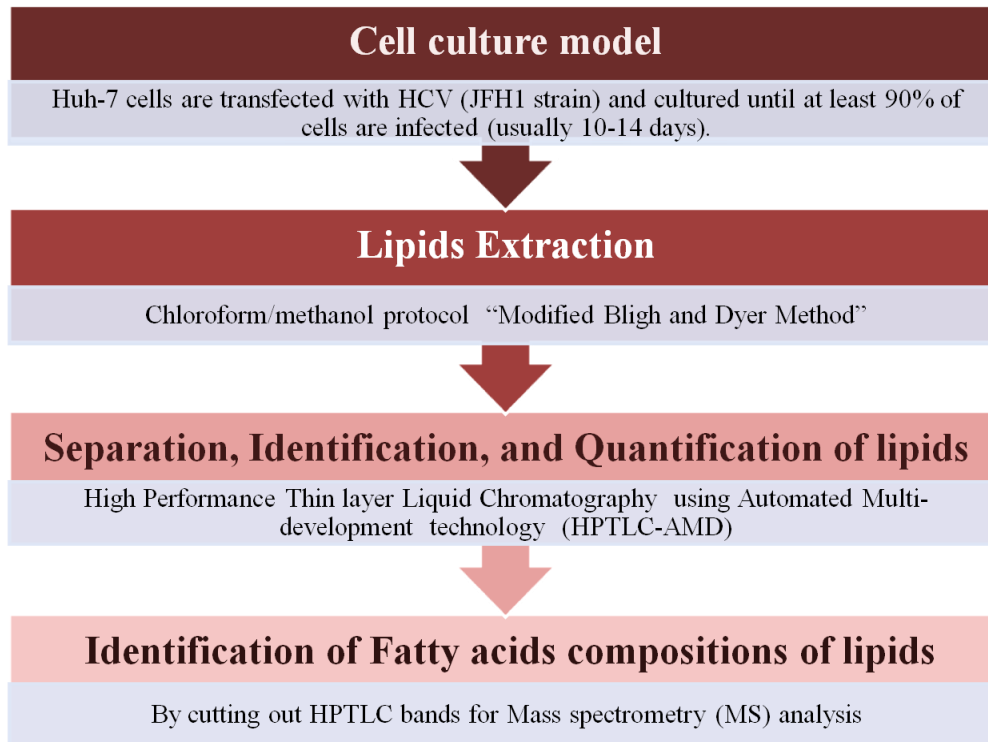 Cell culture model
Huh-7 cells are transfected with HCV (JFH1 strain) and cultured until at least 90% of
cells are infected (usually 10-14 days).
Lipids Extraction
Chloroform/methanol protocol “Modified Bligh and Dyer Method”
Separation, Identification, and Quantification of lipids
High Performance Thin layer Liquid Chromatography using Automated Multi-
development technology (HPTLC-AMD)
Identification of Fatty acids compositions of lipids
By cutting out HPTLC bands for Mass spectrometry (MS) analysis